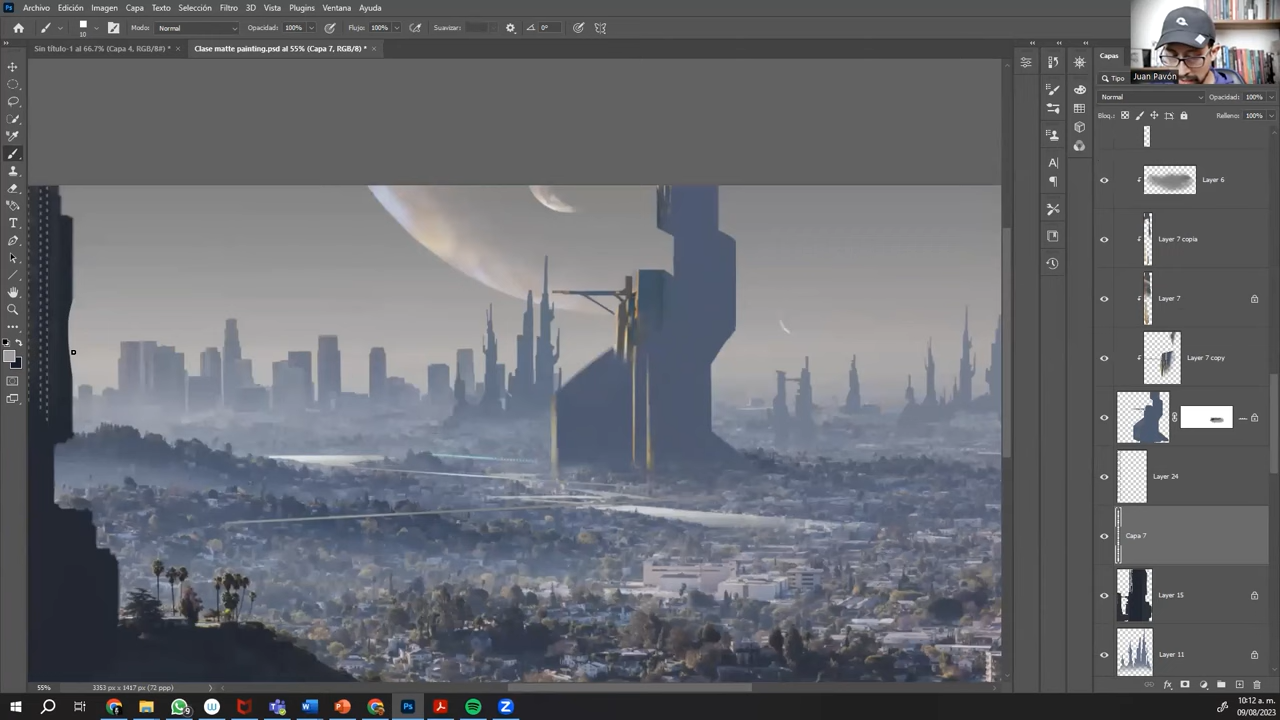 Archivo Edición Imagen Capa Texto Selección Filtro 3D Vista Plugins Ventana Ayuda
10 Modo: Normal Opacidad: 100% Flujo: 100% Suavizar: 0°
Sin título-1 al 66.7% (Capa 4, RGB/8#) * × Clase matte painting.psd al 55% (Capa 7, RGB/8) * ×
Juan Pavón
Capas
Tipo
Normal Opacidad: 100%
Bloq.: Relleno: 100%
Layer 6
Layer 7 copia
Layer 7
Layer 7 copy
Layer 24
Capa 7
Layer 15
Layer 11
55% 3353 px x 1417 px (72 ppp)
10:12 a. m.
09/08/2023